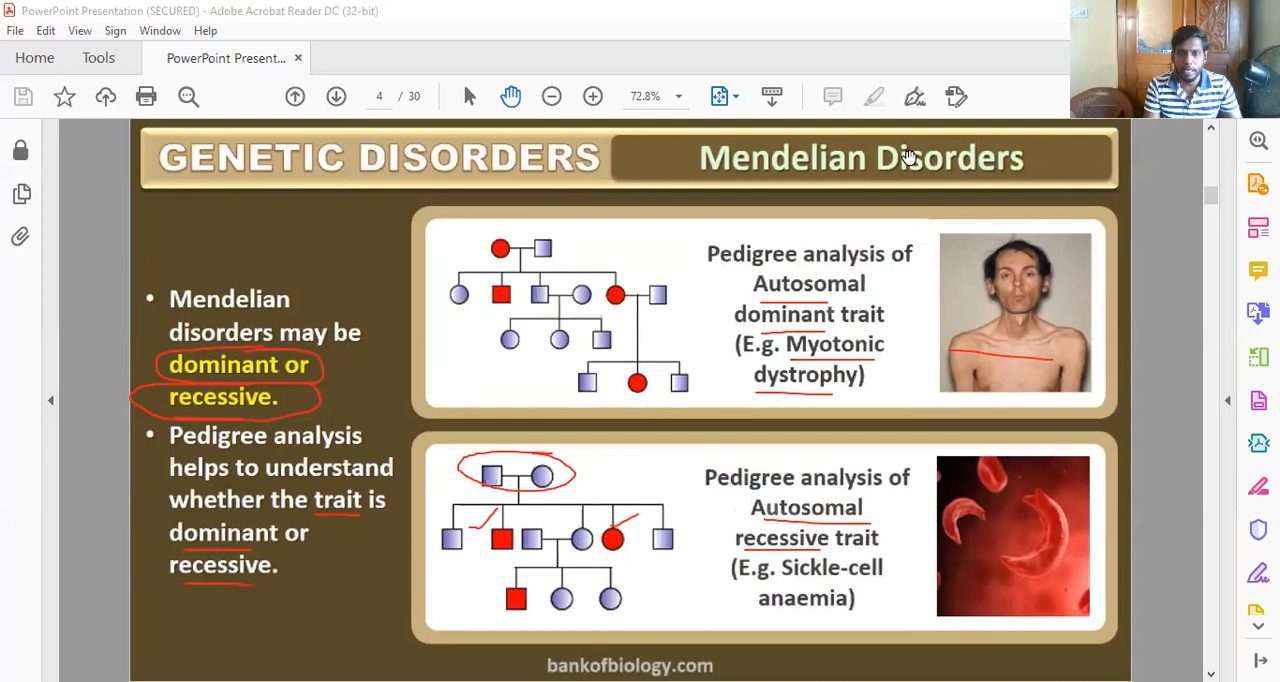 PowerPoint Presentation (SECURED) - Adobe Acrobat Reader DC (32-bit)
File Edit View Sign Window Help
Home Tools PowerPoint Present... ×
4 / 30 72.8%
GENETIC DISORDERS
Mendelian Disorders
• Mendelian
disorders may be
dominant or
recessive.
• Pedigree analysis
helps to understand
whether the trait is
dominant or
recessive.
Pedigree analysis of
Autosomal
dominant trait
(E.g. Myotonic
dystrophy)
Pedigree analysis of
Autosomal
recessive trait
(E.g. Sickle-cell
anaemia)
bankofbiology.com